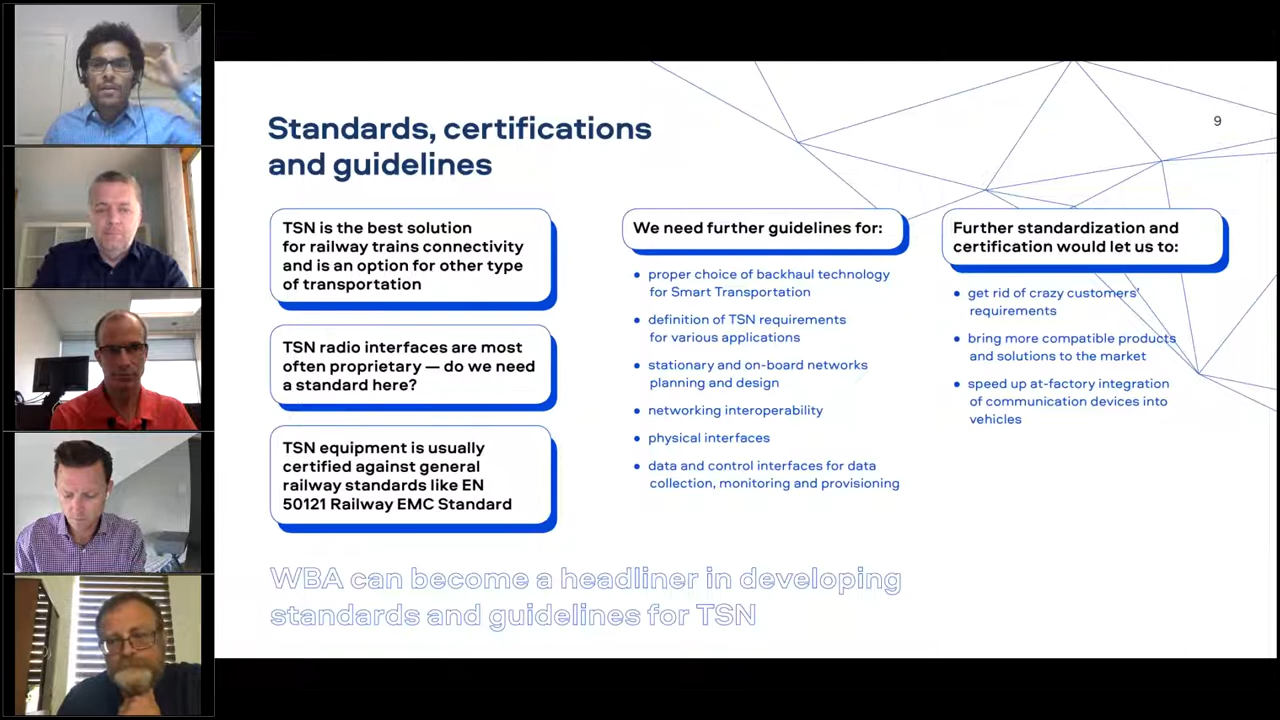 9
Standards, certifications
and guidelines
TSN is the best solution
for railway trains connectivity
and is an option for other type
of transportation
TSN radio interfaces are most
often proprietary — do we need
a standard here?
TSN equipment is usually
certified against general
railway standards like EN
50121 Railway EMC Standard
We need further guidelines for:
• proper choice of backhaul technology
for Smart Transportation
• definition of TSN requirements
for various applications
• stationary and on-board networks
planning and design
• networking interoperability
• physical interfaces
• data and control interfaces for data
collection, monitoring and provisioning
Further standardization and
certification would let us to:
• get rid of crazy customers’
requirements
• bring more compatible products
and solutions to the market
• speed up at-factory integration
of communication devices into
vehicles
WBA can become a headliner in developing
standards and guidelines for TSN